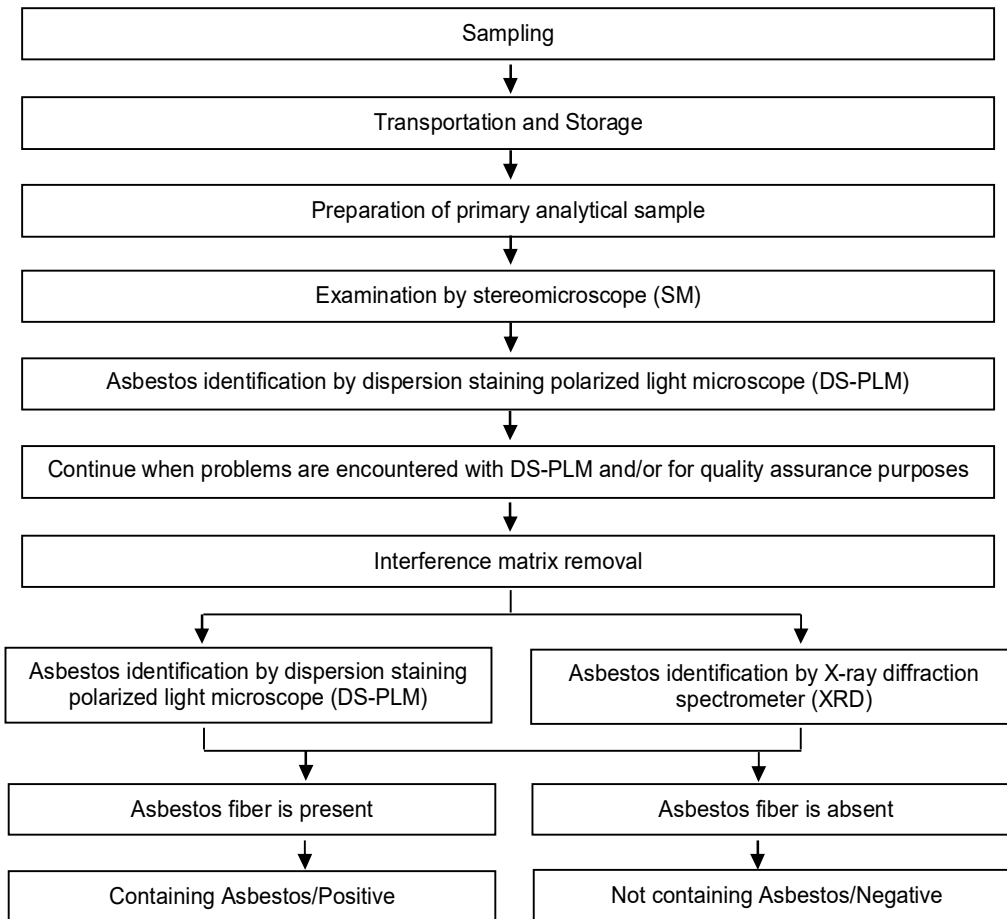 Sampling
Transportation and Storage
Preparation of primary analytical sample
Examination by stereomicroscope (SM)
Asbestos identification by dispersion staining polarized light microscope (DS-PLM)
Continue when problems are encountered with DS-PLM and/or for quality assurance purposes
Interference matrix removal
Asbestos identification by dispersion staining
polarized light microscope (DS-PLM)
Asbestos identification by X-ray diffraction
spectrometer (XRD)
Asbestos fiber is present
Asbestos fiber is absent
Containing Asbestos/Positive
Not containing Asbestos/Negative